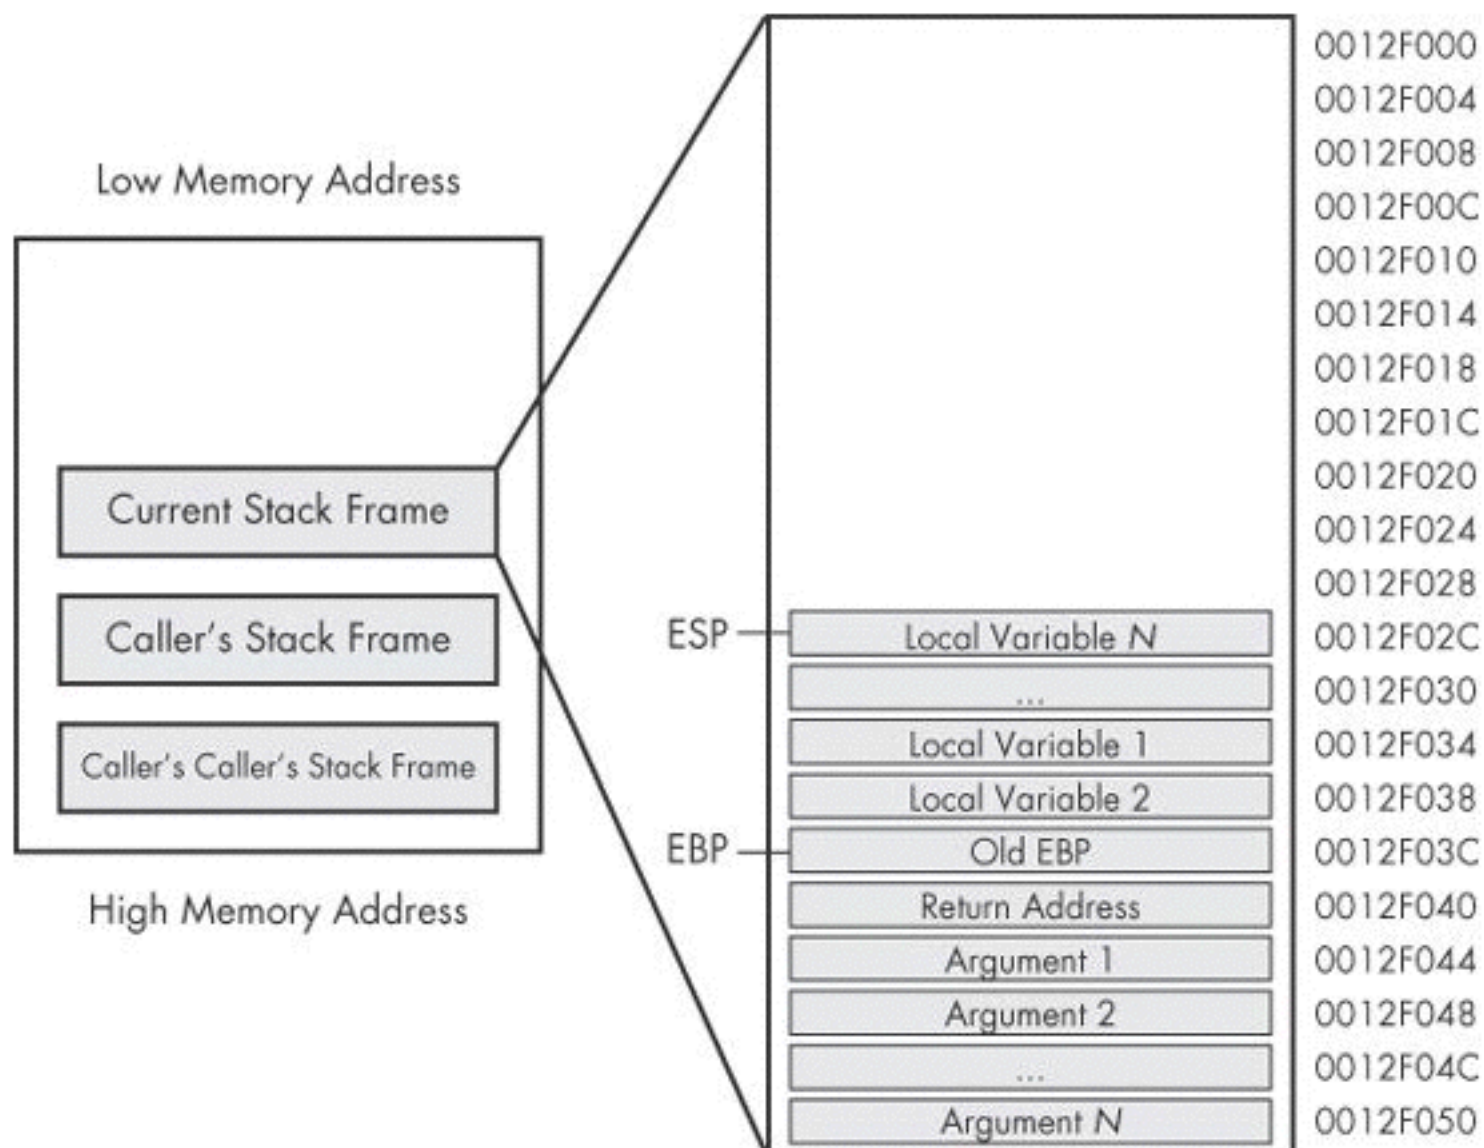 Low Memory Address
Current Stack Frame
Caller's Stack Frame
Caller's Caller's Stack Frame
High Memory Address
0012F000
0012F004
0012F008
0012F00C
0012F010
0012F014
0012F018
0012F01C
0012F020
0012F024
0012F028
ESP Local Variable N 0012F02C
... 0012F030
Local Variable 1 0012F034
Local Variable 2 0012F038
EBP Old EBP 0012F03C
Return Address 0012F040
Argument 1 0012F044
Argument 2 0012F048
... 0012F04C
Argument N 0012F050